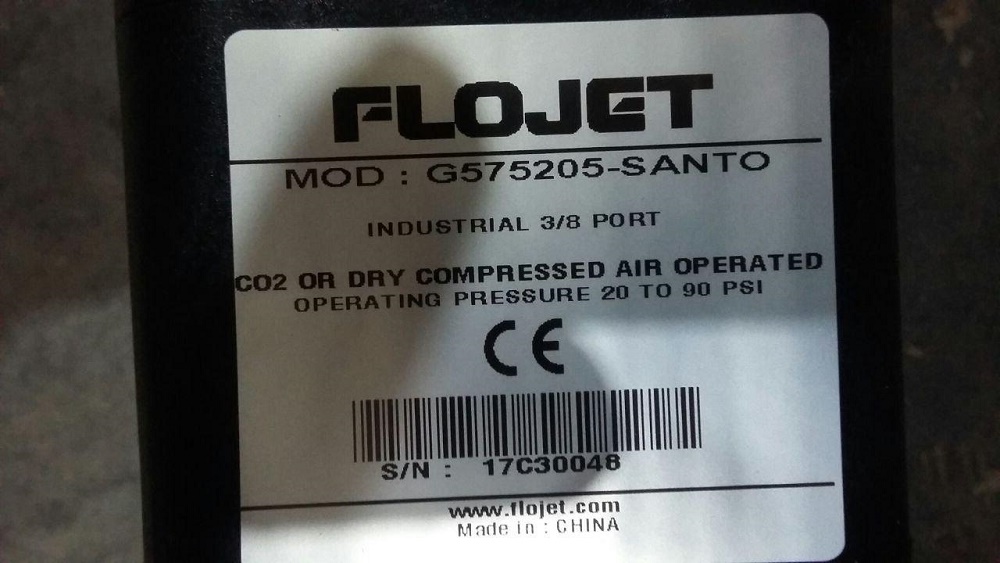 FLOJET
MOD : G575205-SANTO
INDUSTRIAL 3/8 PORT
CO2 OR DRY COMPRESSED AIR OPERATED
OPERATING PRESSURE 20 TO 90 PSI
CE
S/N : 17C30048
www.flojet.com
Made in : CHINA